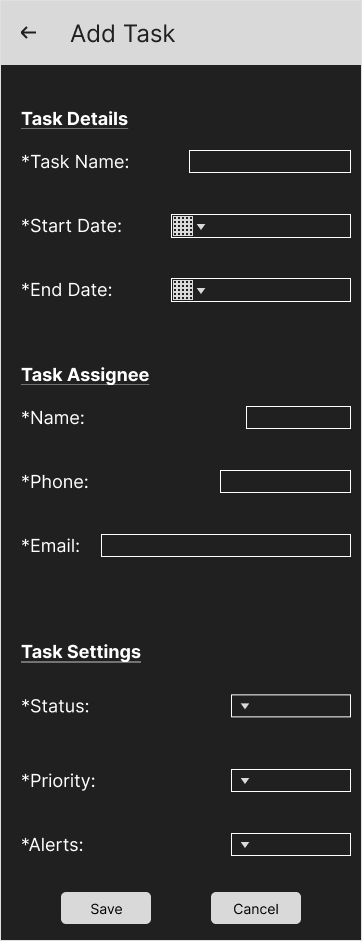 Add Task
Task Details
*Task Name:
*Start Date:
*End Date:
Task Assignee
*Name:
*Phone:
*Email:
Task Settings
*Status:
*Priority:
*Alerts:
Save Cancel